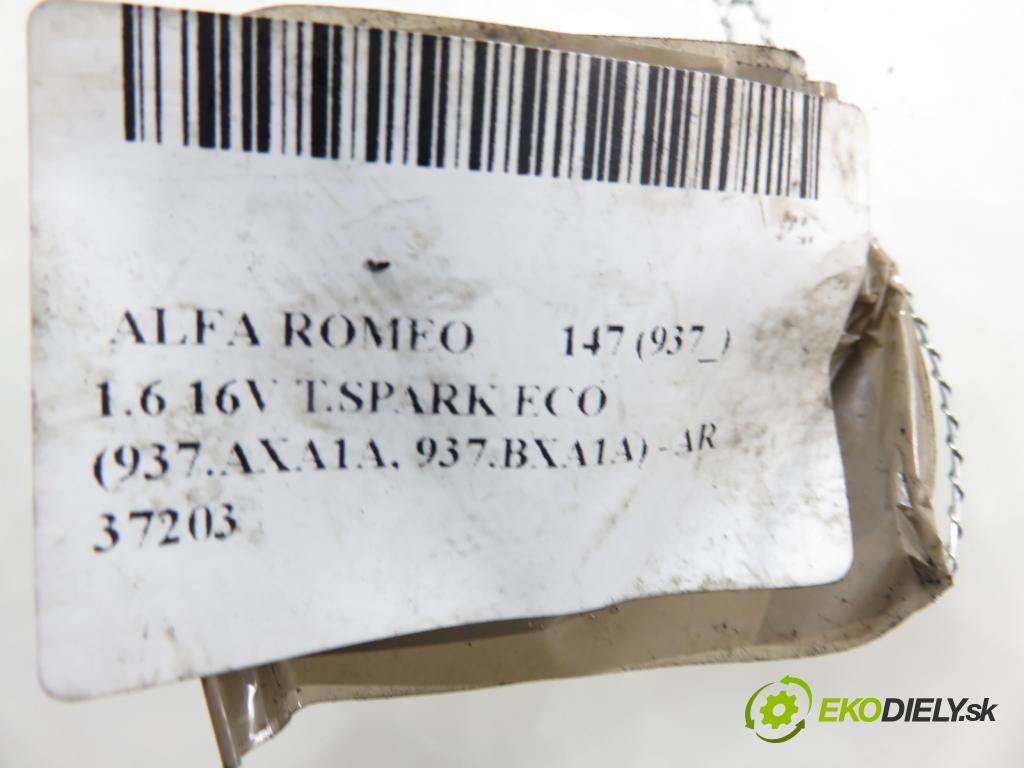 ALFA ROMEO 147 (937_)
1.6 16V T.SPARK ECO
(937.AXA1A, 937.BXA1A) - AR
37203
EKODIELY.sk